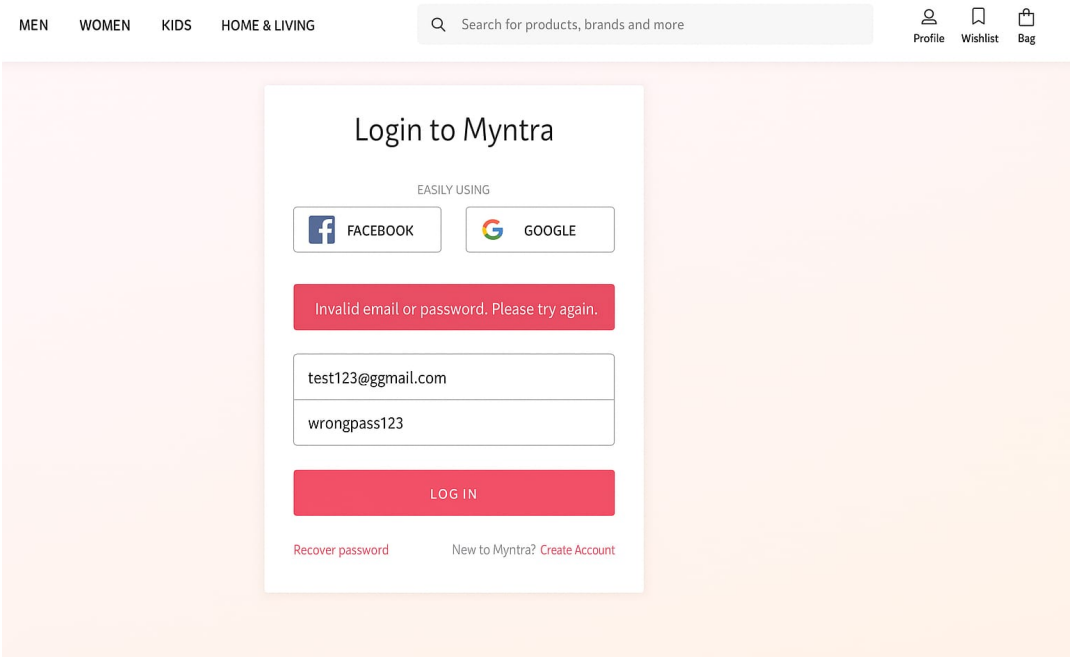 MEN WOMEN KIDS HOME & LIVING Search for products, brands and more Profile Wishlist Bag
Login to Myntra
EASILY USING
FACEBOOK GOOGLE
Invalid email or password. Please try again.
test123@ggmail.com
wrongpass123
LOG IN
Recover password New to Myntra? Create Account